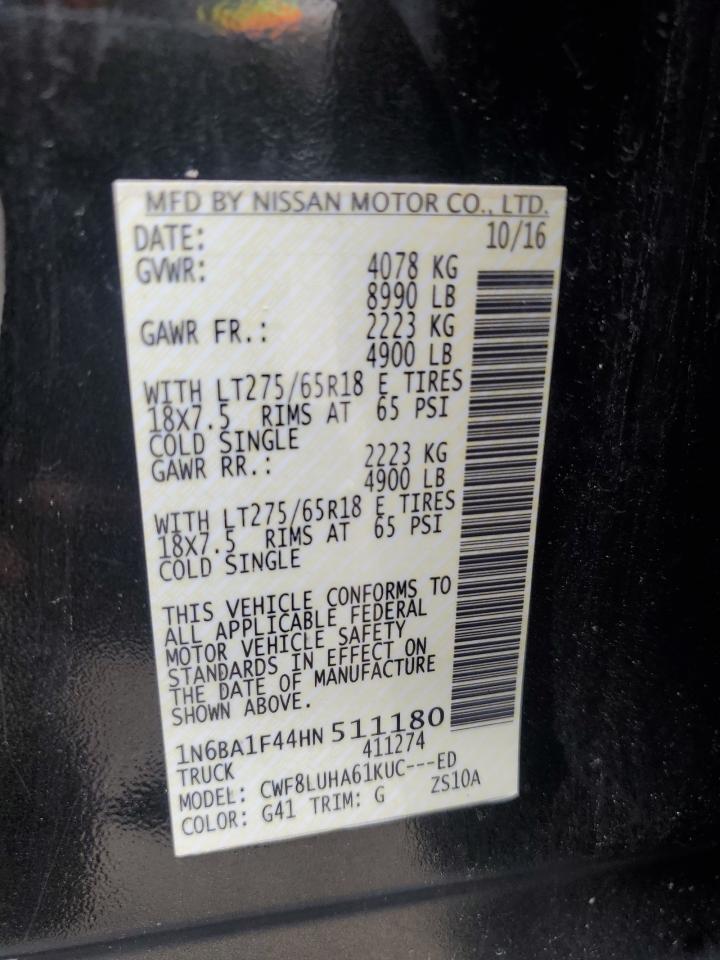 MFD BY NISSAN MOTOR CO., LTD.
DATE: 10/16
GVWR: 4078 KG
8990 LB
GAWR FR.: 2223 KG
4900 LB
WITH LT275/65R18 E TIRES
18X7.5 RIMS AT 65 PSI
COLD SINGLE
GAWR RR.: 2223 KG
4900 LB
WITH LT275/65R18 E TIRES
18X7.5 RIMS AT 65 PSI
COLD SINGLE
THIS VEHICLE CONFORMS TO
ALL APPLICABLE FEDERAL
MOTOR VEHICLE SAFETY
STANDARDS IN EFFECT ON
THE DATE OF MANUFACTURE
SHOWN ABOVE.
1N6BA1F44HN 511180
TRUCK 411274
MODEL: CWF8LUHA61KUC---ED
COLOR: G41 TRIM: G ZS10A